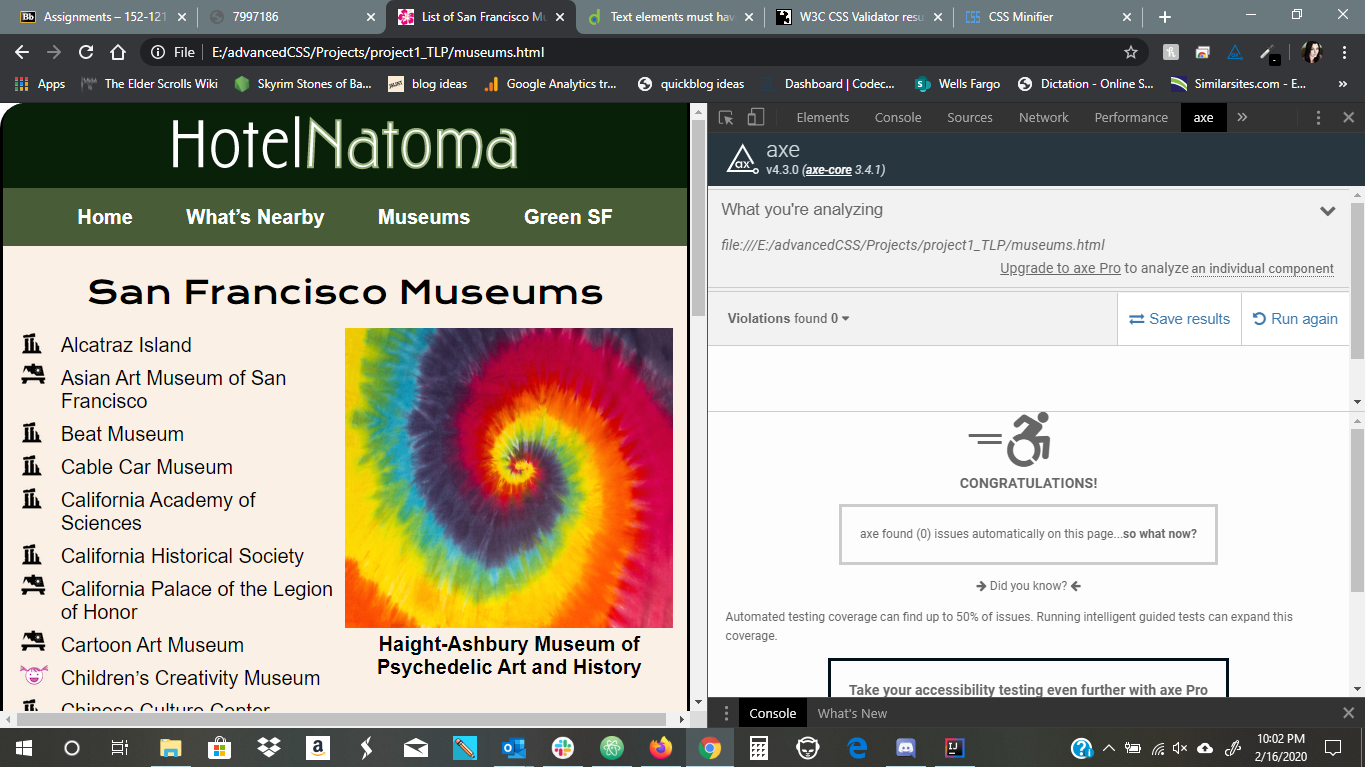 Assignments – 152-121
7997186
List of San Francisco Mu
Text elements must hav
W3C CSS Validator resu
CSS Minifier
File
E:/advancedCSS/Projects/project1_TLP/museums.html
Apps
The Elder Scrolls Wiki
Skyrim Stones of Ba...
blog ideas
Google Analytics tr...
quickblog ideas
Dashboard | Codec...
Wells Fargo
Dictation - Online S...
Similarsites.com - E...
»
HotelNatoma
Home What’s Nearby Museums Green SF
San Francisco Museums
Alcatraz Island
Asian Art Museum of San
Francisco
Beat Museum
Cable Car Museum
California Academy of
Sciences
California Historical Society
California Palace of the Legion
of Honor
Cartoon Art Museum
Children’s Creativity Museum
Chinese Culture Center
Haight-Ashbury Museum of
Psychedelic Art and History
Elements Console Sources Network Performance axe »
axe
v4.3.0 (axe-core 3.4.1)
What you're analyzing
file:///E:/advancedCSS/Projects/project1_TLP/museums.html
Upgrade to axe Pro to analyze an individual component
Violations found 0
Save results
Run again
CONGRATULATIONS!
axe found (0) issues automatically on this page...so what now?
Did you know?
Automated testing coverage can find up to 50% of issues. Running intelligent guided tests can expand this
coverage.
Take your accessibility testing even further with axe Pro
Console What's New
10:02 PM
2/16/2020